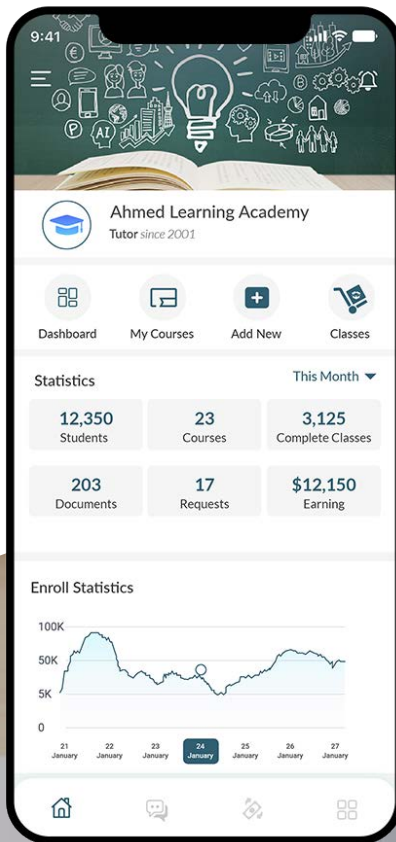 9:41
P
AI
Ahmed Learning Academy
Tutor since 2001
Dashboard My Courses Add New Classes
Statistics This Month
12,350 23 3,125
Students Courses Complete Classes
203 17 $12,150
Documents Requests Earning
Enroll Statistics
100K
50K
5K
0
21 22 23 24 25 26 27
January January January January January January January